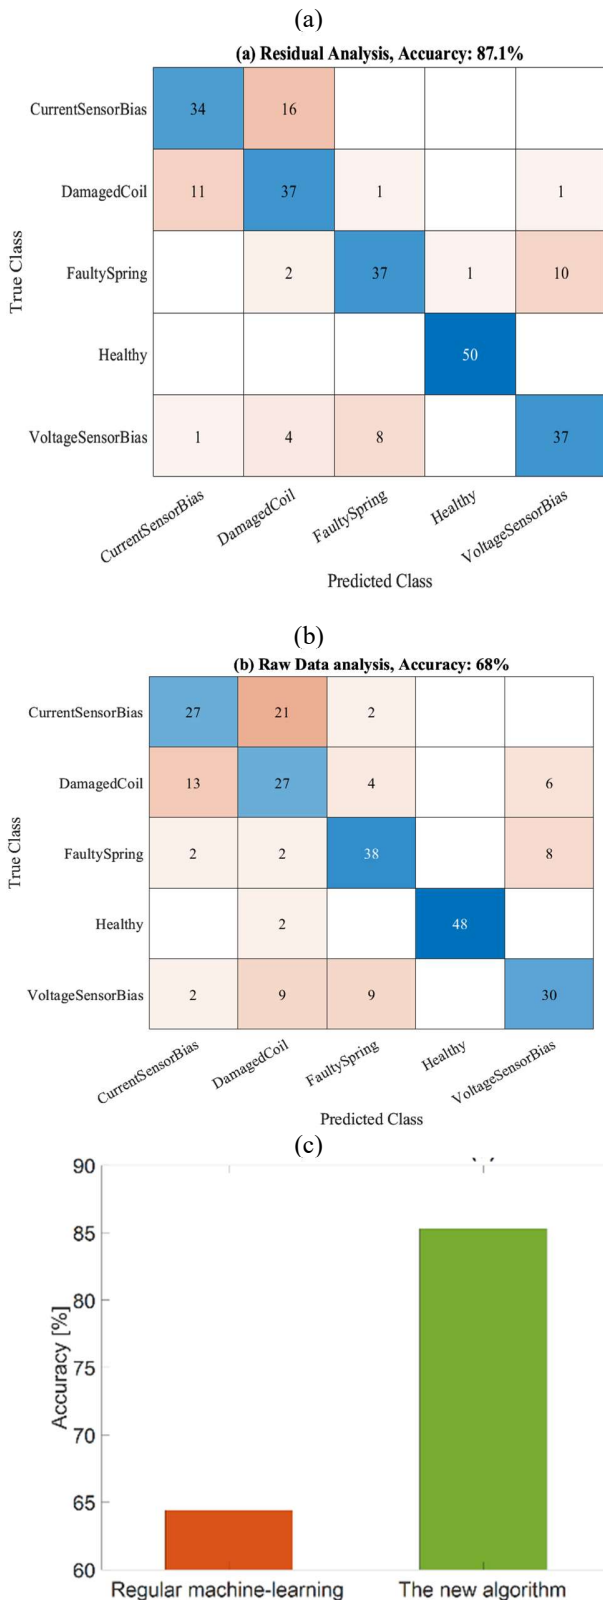 (a)
(a) Residual Analysis, Accuarcy: 87.1%
True Class
CurrentSensorBias 34 16
DamagedCoil 11 37 1 1
FaultySpring 2 37 1 10
Healthy 50
VoltageSensorBias 1 4 8 37
CurrentSensorBias DamagedCoil FaultySpring Healthy VoltageSensorBias
Predicted Class
(b)
(b) Raw Data analysis, Accuracy: 68%
True Class
CurrentSensorBias 27 21 2
DamagedCoil 13 27 4 6
FaultySpring 2 2 38 8
Healthy 2 48
VoltageSensorBias 2 9 9 30
CurrentSensorBias DamagedCoil FaultySpring Healthy VoltageSensorBias
Predicted Class
(c)
Accuracy [%]
90
85
80
75
70
65
60
Regular machine-learning The new algorithm